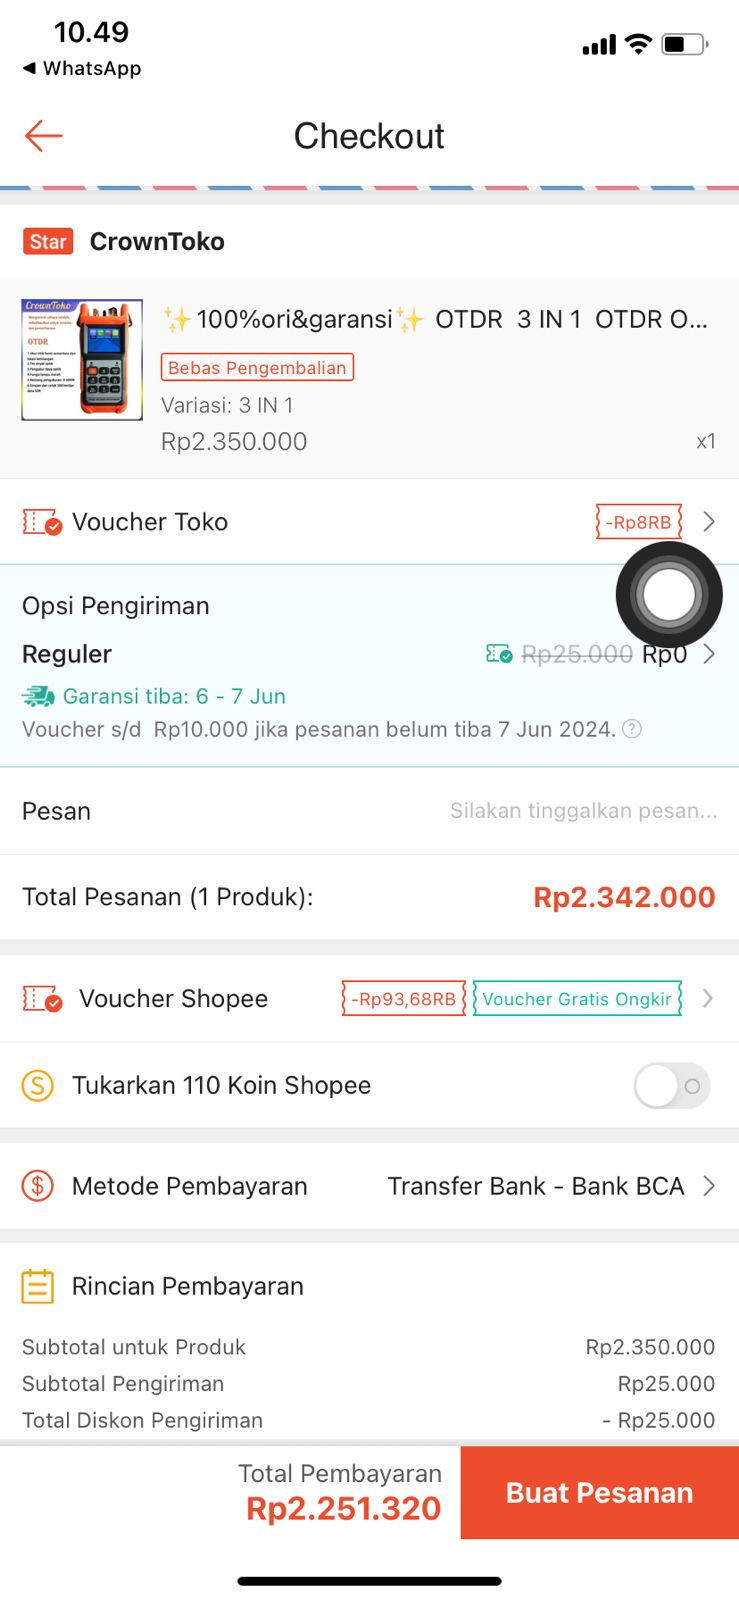 10.49
WhatsApp
Checkout
Star CrownToko
CrownToko
OTDR
✨100%ori&garansi✨ OTDR 3 IN 1 OTDR O...
Bebas Pengembalian
Variasi: 3 IN 1
Rp2.350.000 x1
Voucher Toko -Rp8RB
Opsi Pengiriman
Reguler Rp25.000 Rp0
Garansi tiba: 6 - 7 Jun
Voucher s/d Rp10.000 jika pesanan belum tiba 7 Jun 2024. ?
Pesan Silakan tinggalkan pesan...
Total Pesanan (1 Produk): Rp2.342.000
Voucher Shopee -Rp93,68RB Voucher Gratis Ongkir
Tukarkan 110 Koin Shopee
Metode Pembayaran Transfer Bank - Bank BCA
Rincian Pembayaran
Subtotal untuk Produk Rp2.350.000
Subtotal Pengiriman Rp25.000
Total Diskon Pengiriman - Rp25.000
Total Pembayaran
Rp2.251.320
Buat Pesanan